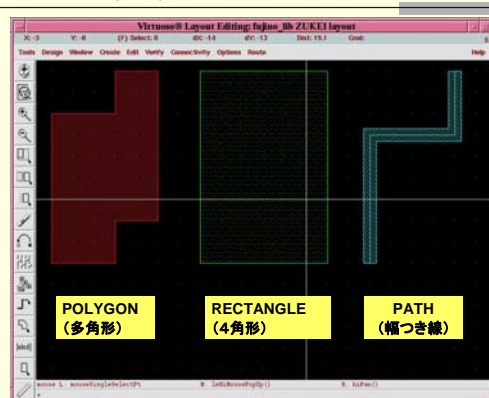 Virtuoso® Layout Editing: fujino_lib ZUKEI layout
X: -3 Y: -8 (F) Select: 0 dX: -14 dY: -13 Dist: 19.1 Cmd:
Tools Design Window Create Edit Verify Connectivity Options Route Help
POLYGON RECTANGLE PATH
（多角形） （4角形） （幅つき線）
mouse L: mouseSingleSelectPt M: leHiMousePopUp() R: hiPan()
>